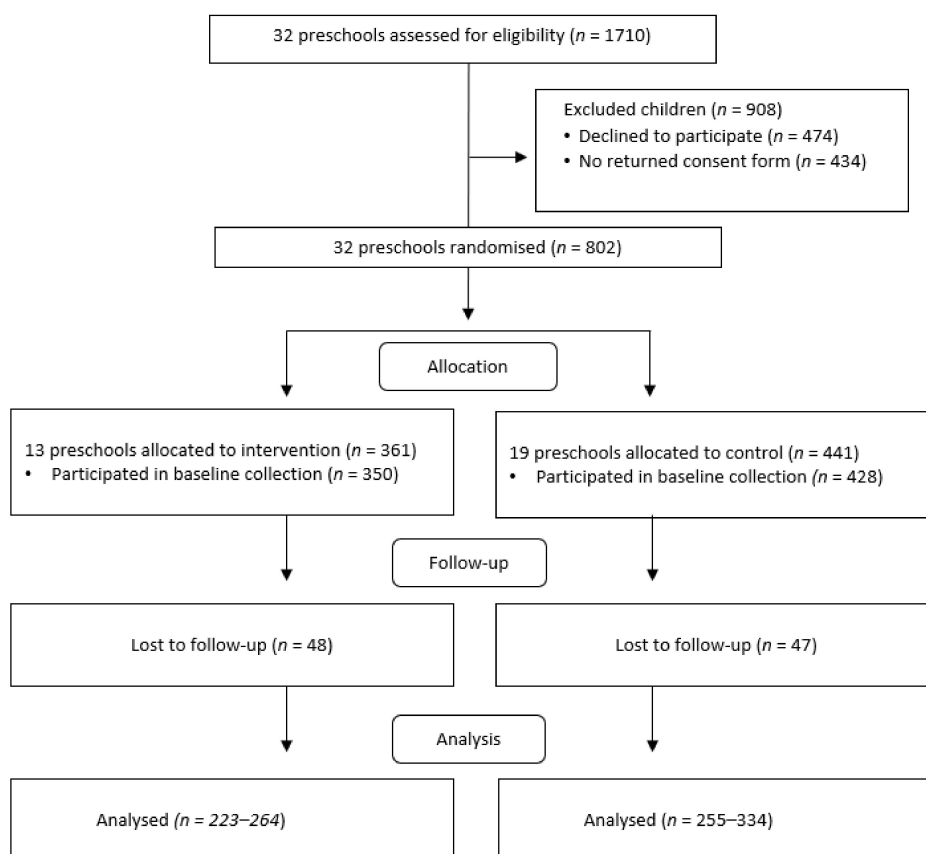 32 preschools assessed for eligibility (n = 1710)
Excluded children (n = 908)
• Declined to participate (n = 474)
• No returned consent form (n = 434)
32 preschools randomised (n = 802)
Allocation
13 preschools allocated to intervention (n = 361)
• Participated in baseline collection (n = 350)
19 preschools allocated to control (n = 441)
• Participated in baseline collection (n = 428)
Follow-up
Lost to follow-up (n = 48)
Lost to follow-up (n = 47)
Analysis
Analysed (n = 223–264)
Analysed (n = 255–334)